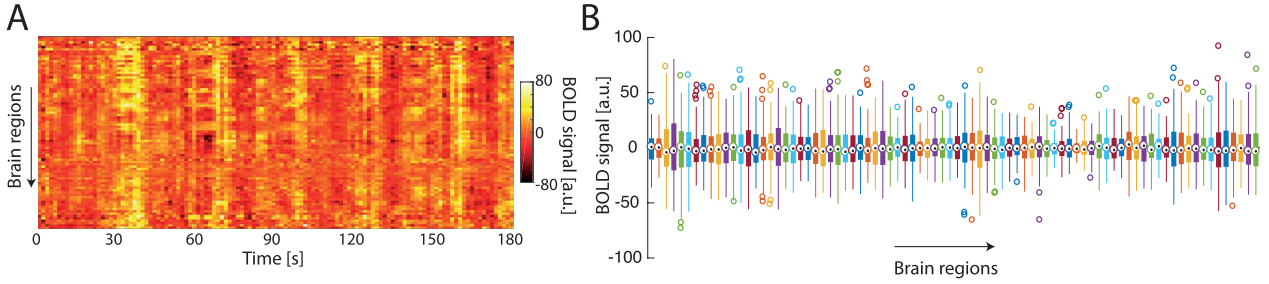 A
Brain regions
0 30 60 90 120 150 180
Time [s]
80
0
-80
BOLD signal [a.u.]
B
BOLD signal [a.u.]
100
50
0
-50
-100
Brain regions